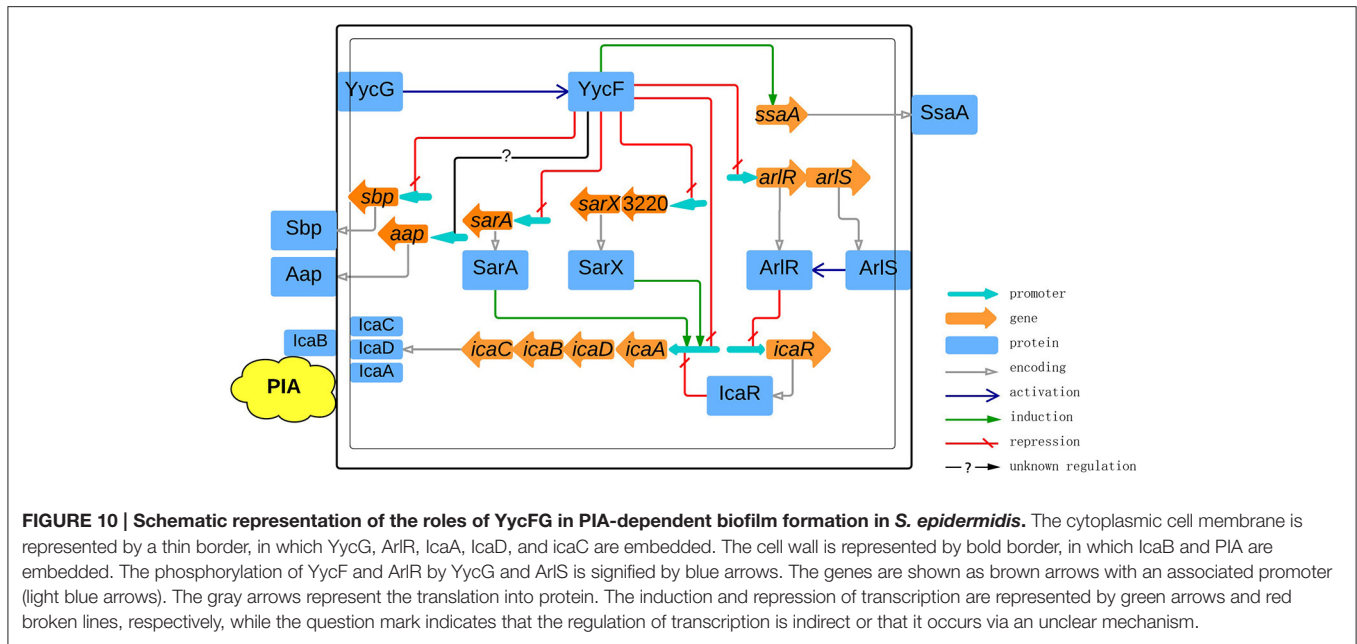 YycG
YycF
ssaA
SsaA
?
arlR
arlS
sbp
sarX
3220
sarA
aap
Sbp
Aap
SarA
SarX
ArlR
ArlS
IcaC
IcaB
IcaD
IcaA
icaC
icaB
icaD
icaA
icaR
PIA
IcaR
promoter
gene
protein
encoding
activation
induction
repression
? unknown regulation
FIGURE 10 | Schematic representation of the roles of YycFG in PIA-dependent biofilm formation in S. epidermidis. The cytoplasmic cell membrane is
represented by a thin border, in which YycG, ArlR, IcaA, IcaD, and icaC are embedded. The cell wall is represented by bold border, in which IcaB and PIA are
embedded. The phosphorylation of YycF and ArlR by YycG and ArlS is signified by blue arrows. The genes are shown as brown arrows with an associated promoter
(light blue arrows). The gray arrows represent the translation into protein. The induction and repression of transcription are represented by green arrows and red
broken lines, respectively, while the question mark indicates that the regulation of transcription is indirect or that it occurs via an unclear mechanism.